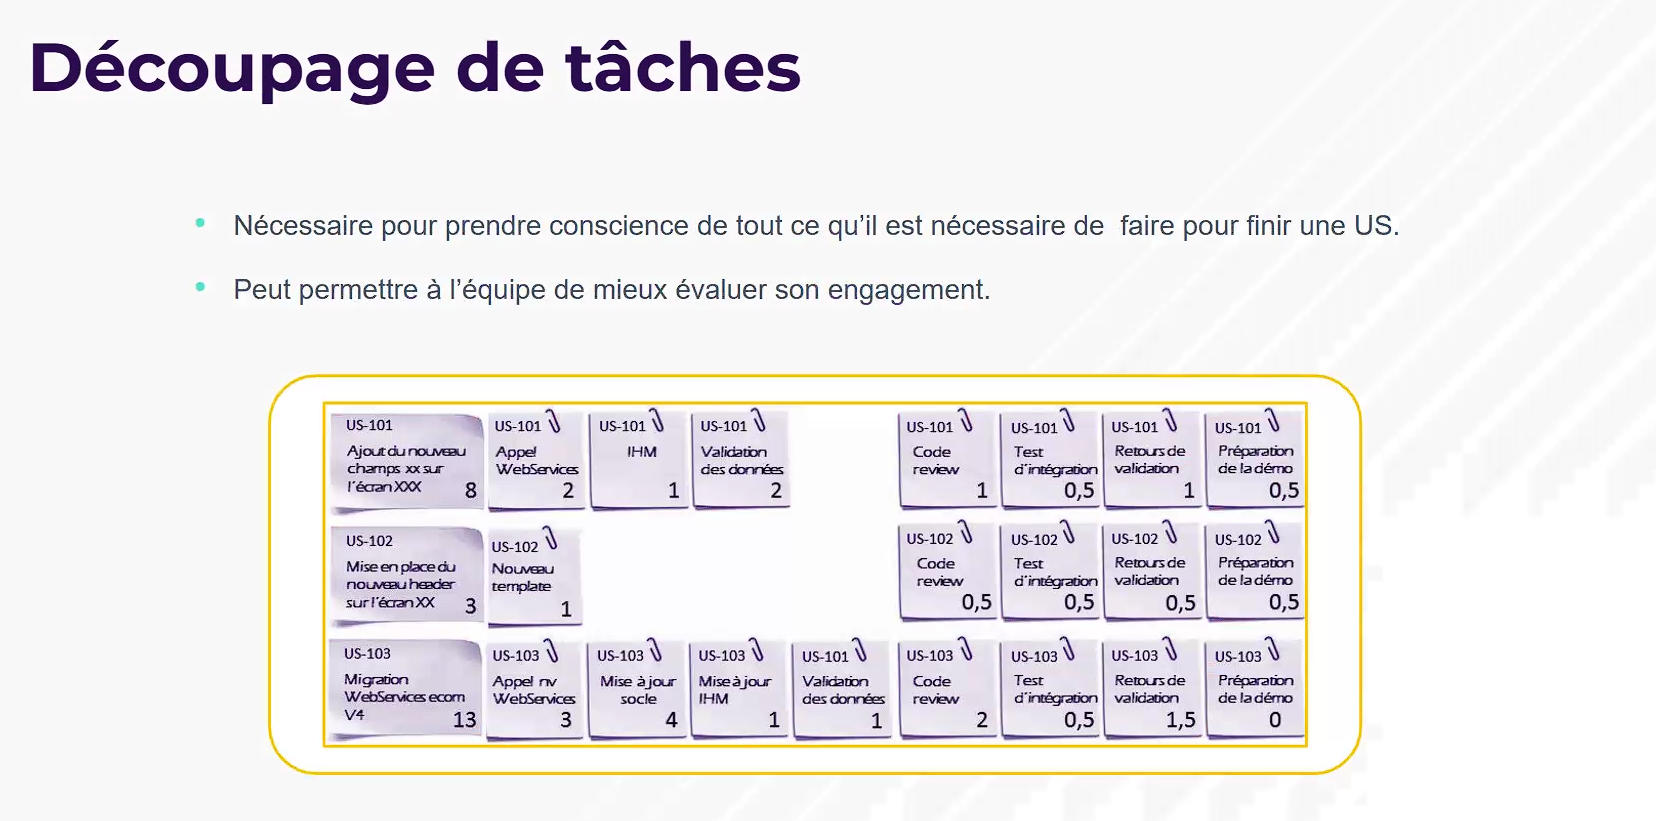 Découpage de tâches
Nécessaire pour prendre conscience de tout ce qu’il est nécessaire de  faire pour finir une US.
Peut permettre à l’équipe de mieux évaluer son engagement.
US-101
Ajout du nouveau
champs xx sur
l’écran XXX
8
US-101
Appel
WebServices
2
US-101
IHM
1
US-101
Validation
des données
2
US-101
Code
review
1
US-101
Test
d’intégration
0,5
US-101
Retours de
validation
1
US-101
Préparation
de la démo
0,5
US-102
Mise en place du
nouveau header
sur l’écran XX
3
US-102
Nouveau
template
1
US-102
Code
review
0,5
US-102
Test
d’intégration
0,5
US-102
Retours de
validation
0,5
US-102
Préparation
de la démo
0,5
US-103
Migration
WebServices ecom
V4
13
US-103
Appel nv
WebServices
3
US-103
Mise à jour
socle
4
US-103
Mise à jour
IHM
1
US-101
Validation
des données
1
US-103
Code
review
2
US-103
Test
d’intégration
0,5
US-103
Retours de
validation
1,5
US-103
Préparation
de la démo
0